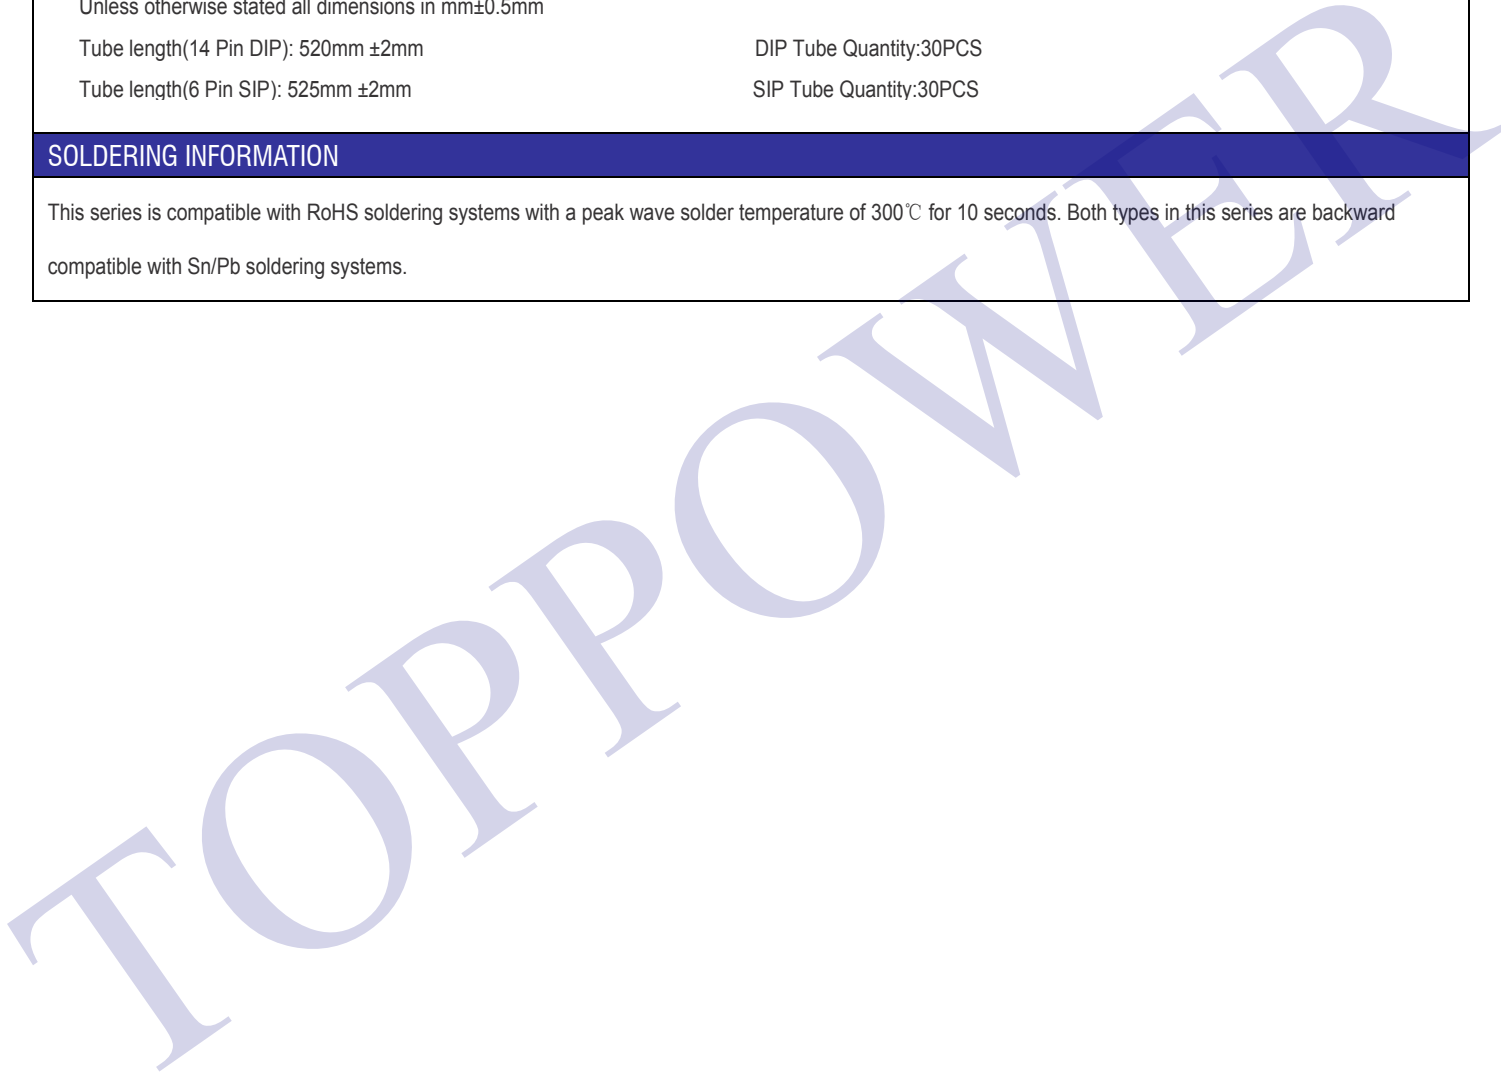 Unless otherwise stated all dimensions in mm±0.5mm
Tube length(14 Pin DIP): 520mm ±2mm DIP Tube Quantity:30PCS
Tube length(6 Pin SIP): 525mm ±2mm SIP Tube Quantity:30PCS
SOLDERING INFORMATION
This series is compatible with RoHS soldering systems with a peak wave solder temperature of 300℃ for 10 seconds. Both types in this series are backward
compatible with Sn/Pb soldering systems.
TOPPOWER